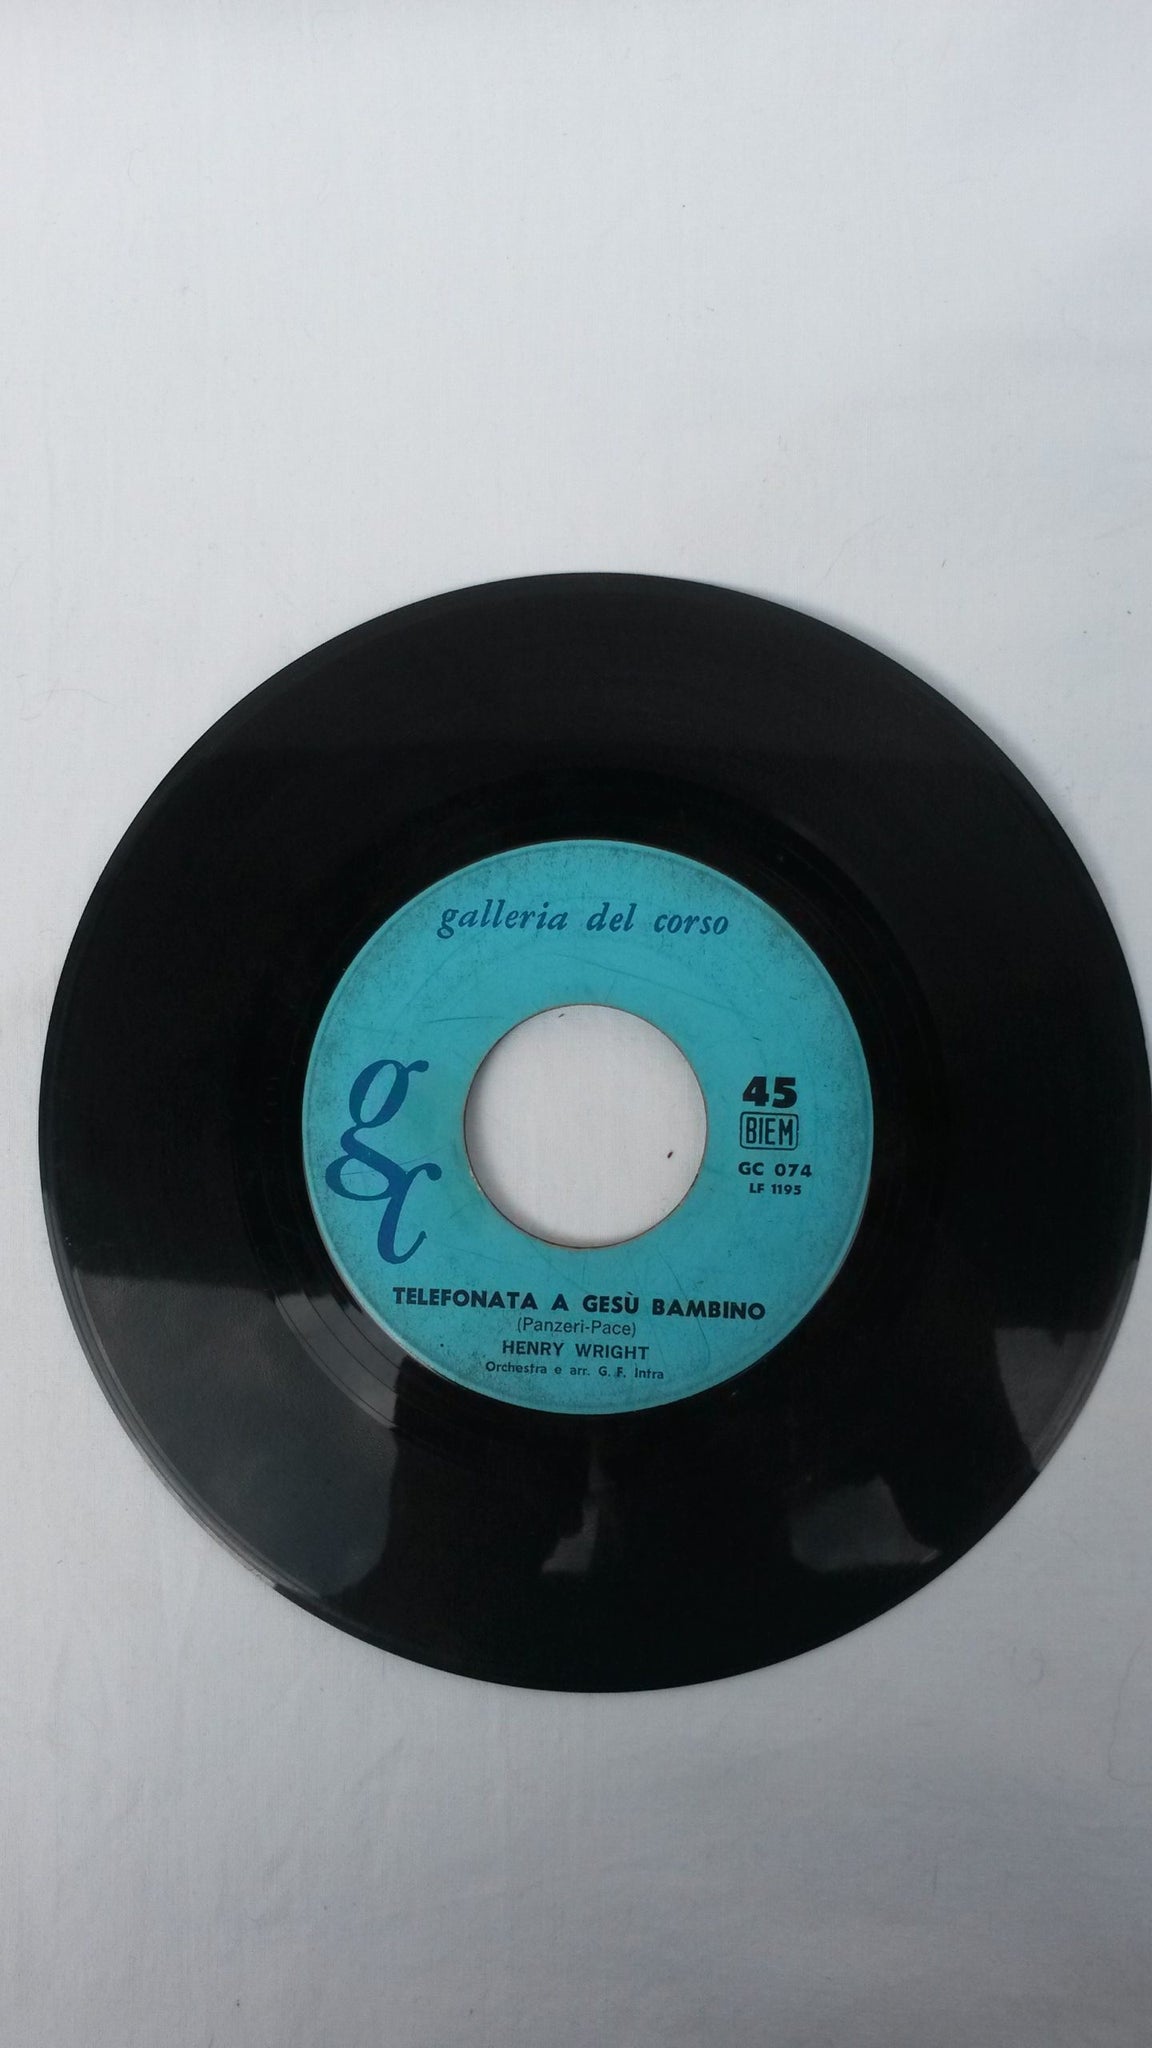 galleria del corso
gc
45
BIEM
GC 074
LF 1195
TELEFONATA A GESÙ BAMBINO
(Panzeri-Pace)
HENRY WRIGHT
Orchestra e arr. G. F. Intra